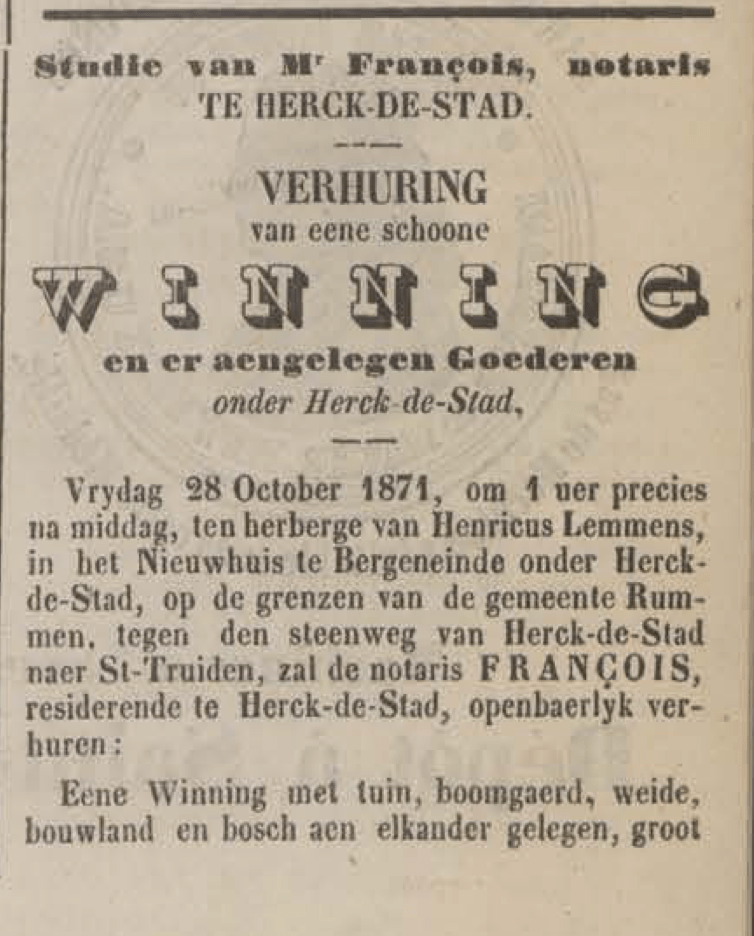 Studie van Mr François, notaris
TE HERCK-DE-STAD.
VERHURING
van eene schoone
WINNING
en er aengelegen Goederen
onder Herck-de-Stad,
Vrydag 28 October 1871, om 1 uer precies
na middag, ten herberge van Henricus Lemmens,
in het Nieuwhuis te Bergeneinde onder Herck-
de-Stad, op de grenzen van de gemeente Rum-
men, tegen den steenweg van Herck-de-Stad
naer St-Truiden, zal de notaris FRANÇOIS,
residerende te Herck-de-Stad, openbaerlyk ver-
huren :
Eene Winning met tuin, boomgaerd, weide,
bouwland en bosch aen elkander gelegen, groot